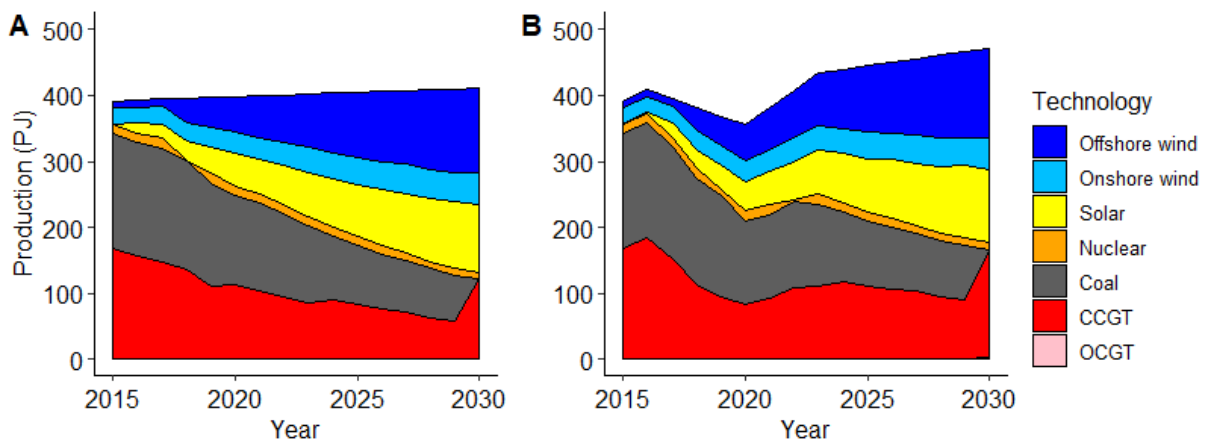 A
B
Production (PJ)
500
400
300
200
100
0
2015 2020 2025 2030
Year
500
400
300
200
100
0
2015 2020 2025 2030
Year
Technology
Offshore wind
Onshore wind
Solar
Nuclear
Coal
CCGT
OCGT